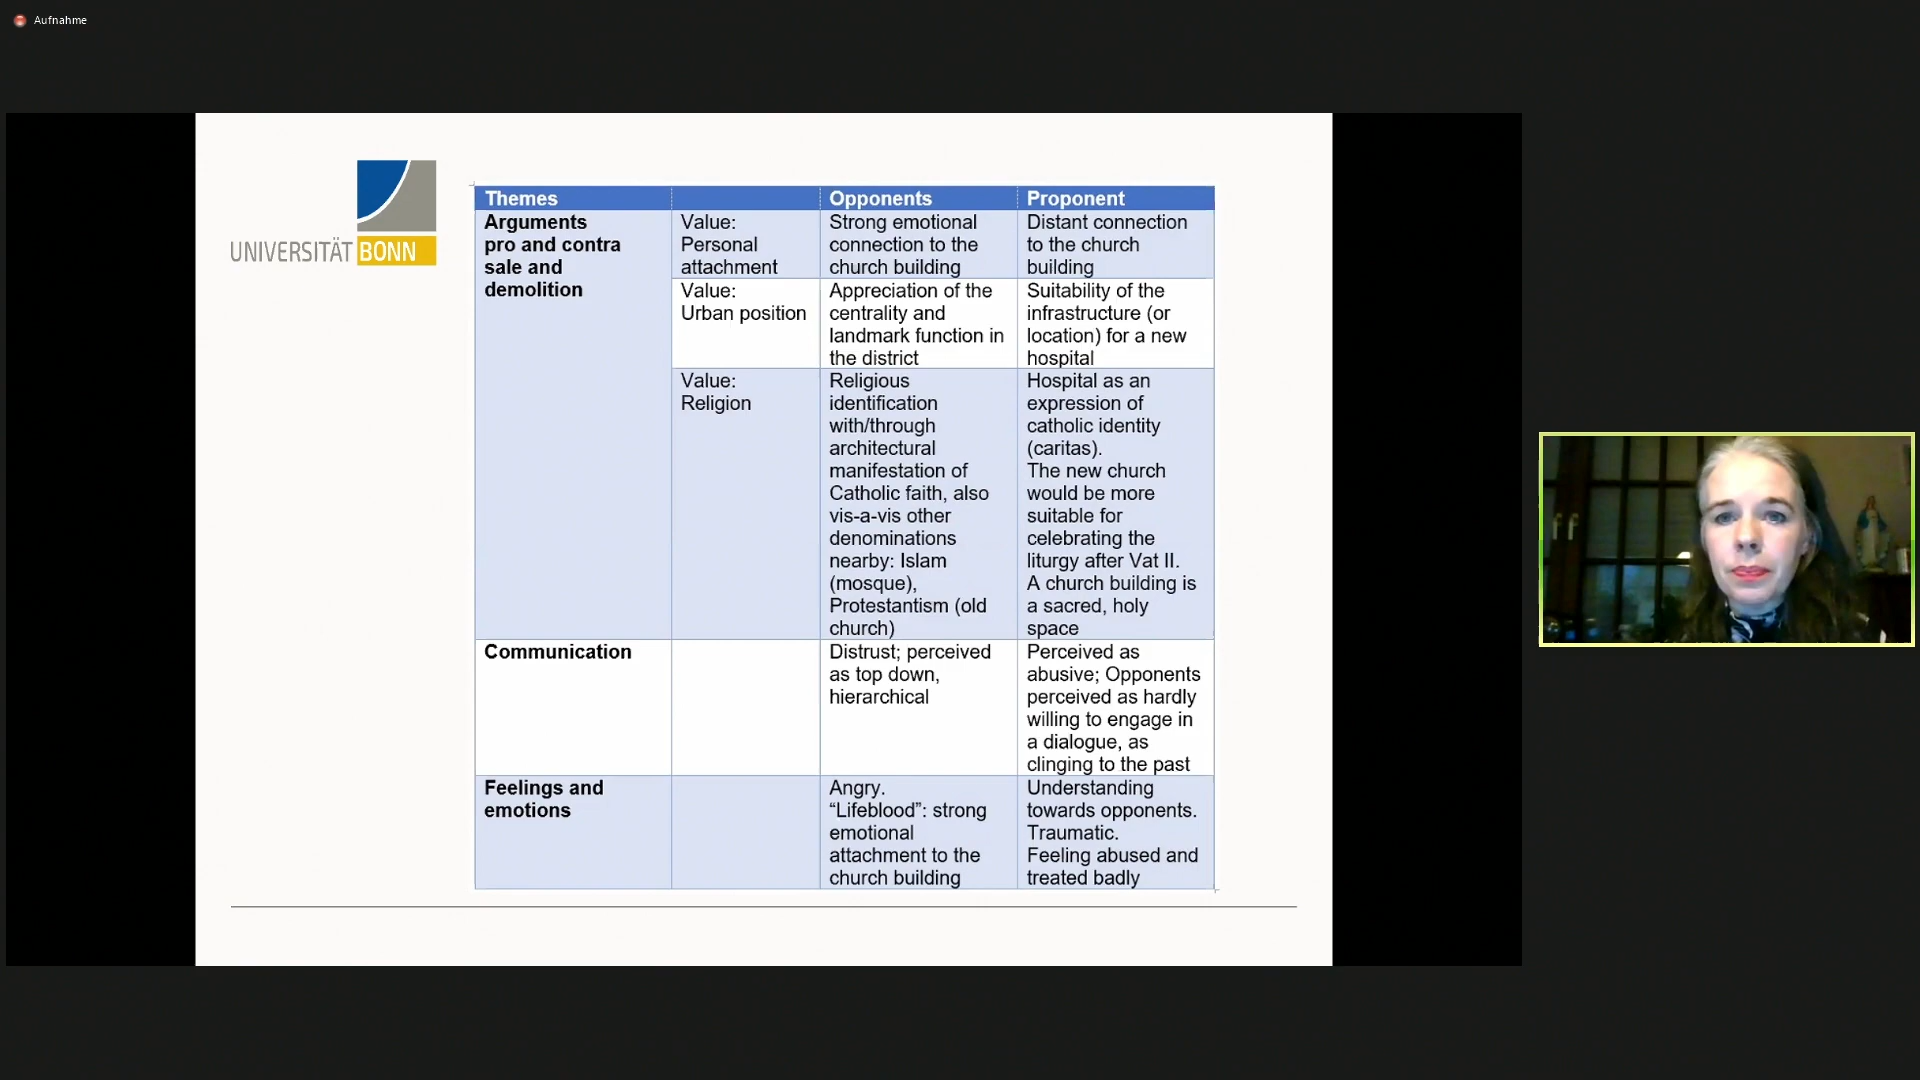 Aufnahme
UNIVERSITÄT BONN
Themes
Opponents
Proponent
Arguments
pro and contra
sale and
demolition
Value:
Personal
attachment
Strong emotional
connection to the
church building
Distant connection
to the church
building
Value:
Urban position
Appreciation of the
centrality and
landmark function in
the district
Suitability of the
infrastructure (or
location) for a new
hospital
Value:
Religion
Religious
identification
with/through
architectural
manifestation of
Catholic faith, also
vis-a-vis other
denominations
nearby: Islam
(mosque),
Protestantism (old
church)
Hospital as an
expression of
catholic identity
(caritas).
The new church
would be more
suitable for
celebrating the
liturgy after Vat II.
A church building is
a sacred, holy
space
Communication
Distrust; perceived
as top down,
hierarchical
Perceived as
abusive; Opponents
perceived as hardly
willing to engage in
a dialogue, as
clinging to the past
Feelings and
emotions
Angry.
“Lifeblood”: strong
emotional
attachment to the
church building
Understanding
towards opponents.
Traumatic.
Feeling abused and
treated badly